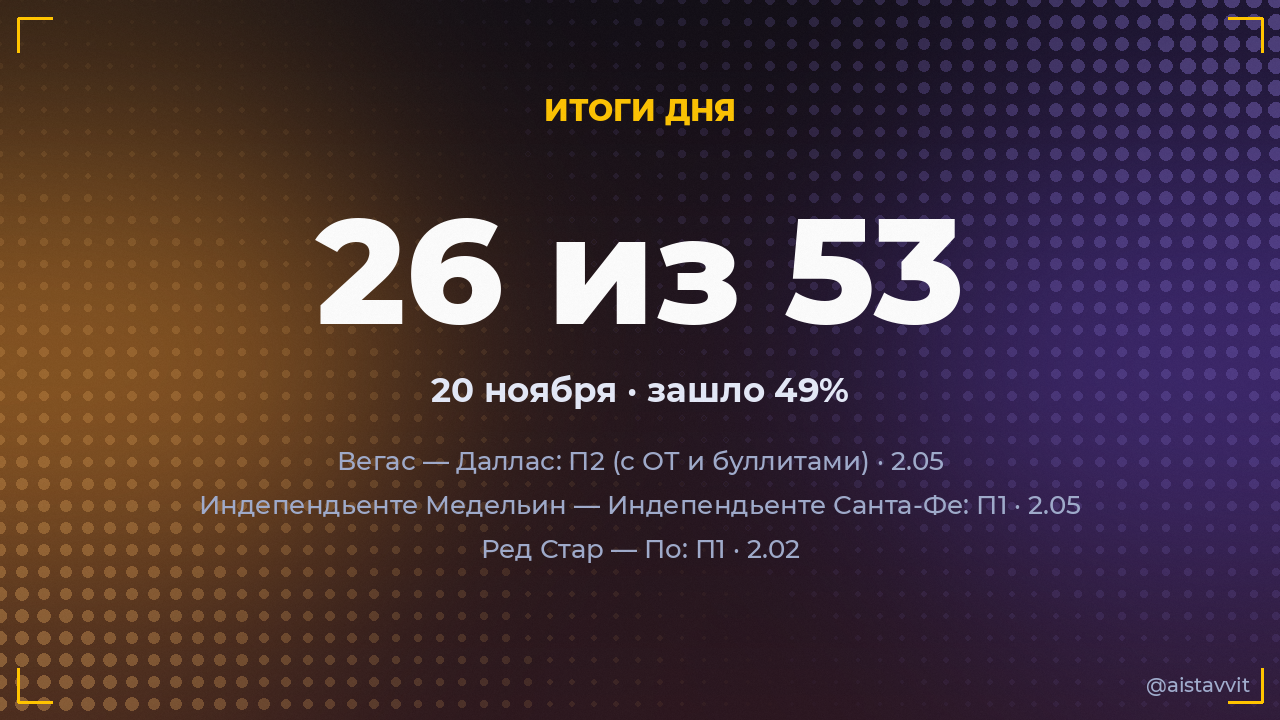 ИТОГИ ДНЯ
26 из 53
20 ноября · зашло 49%
Вегас — Даллас: П2 (с ОТ и буллитами) · 2.05
Индепендьенте Медельин — Индепендьенте Санта-Фе: П1 · 2.05
Ред Стар — По: П1 · 2.02
@aistavvit